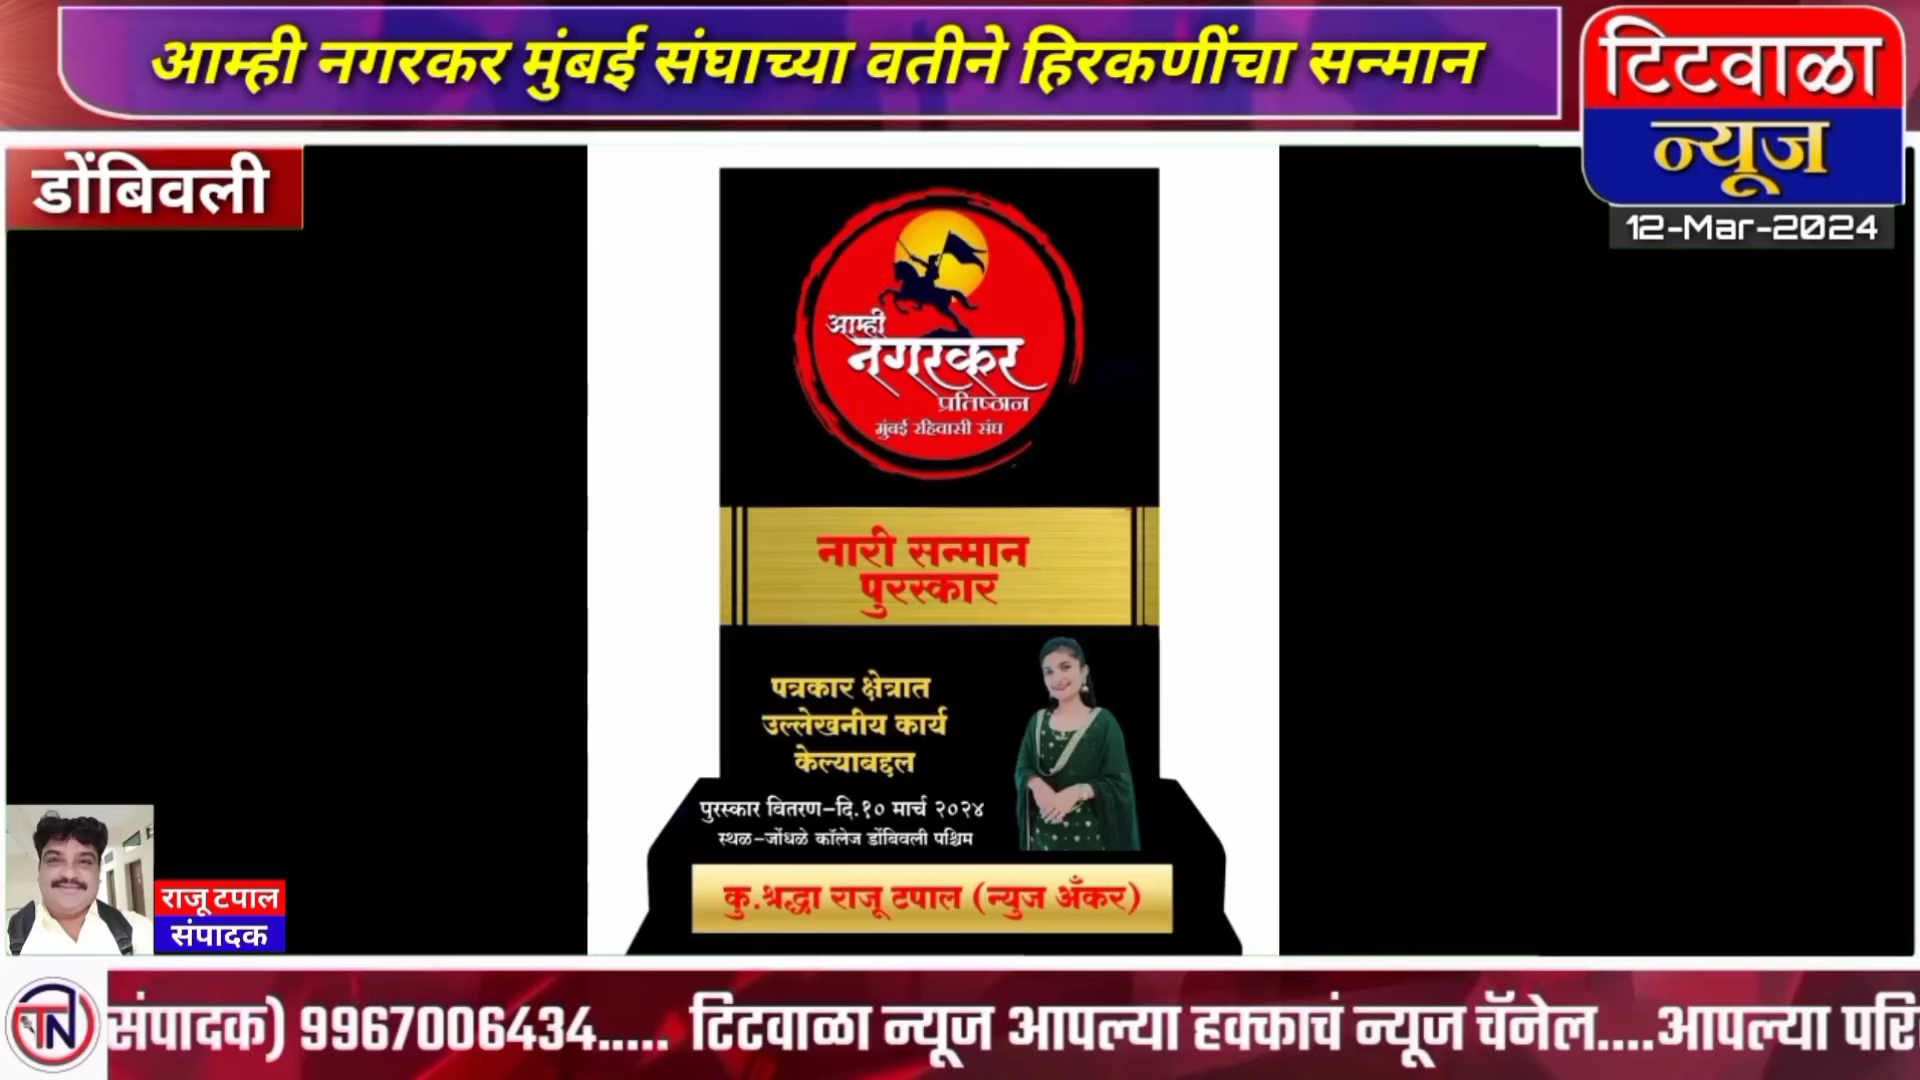 आम्ही नगरकर मुंबई संघाच्या वतीने हिरकणींचा सन्मान
टिटवाळा
न्यूज
12-Mar-2024
डोंबिवली
आम्ही
नगरकर
प्रतिष्ठान
मुंबई रहिवासी संघ
नारी सन्मान
पुरस्कार
पत्रकार क्षेत्रात
उल्लेखनीय कार्य
केल्याबद्दल
पुरस्कार वितरण-दि.१० मार्च २०२४
स्थळ-जोंधळे कॉलेज डोंबिवली पश्चिम
कु.श्रद्धा राजू टपाल (न्युज अँकर)
राजू टपाल
संपादक
TN
संपादक) 9967006434..... टिटवाळा न्यूज आपल्या हक्काचं न्यूज चॅनेल....आपल्या परि